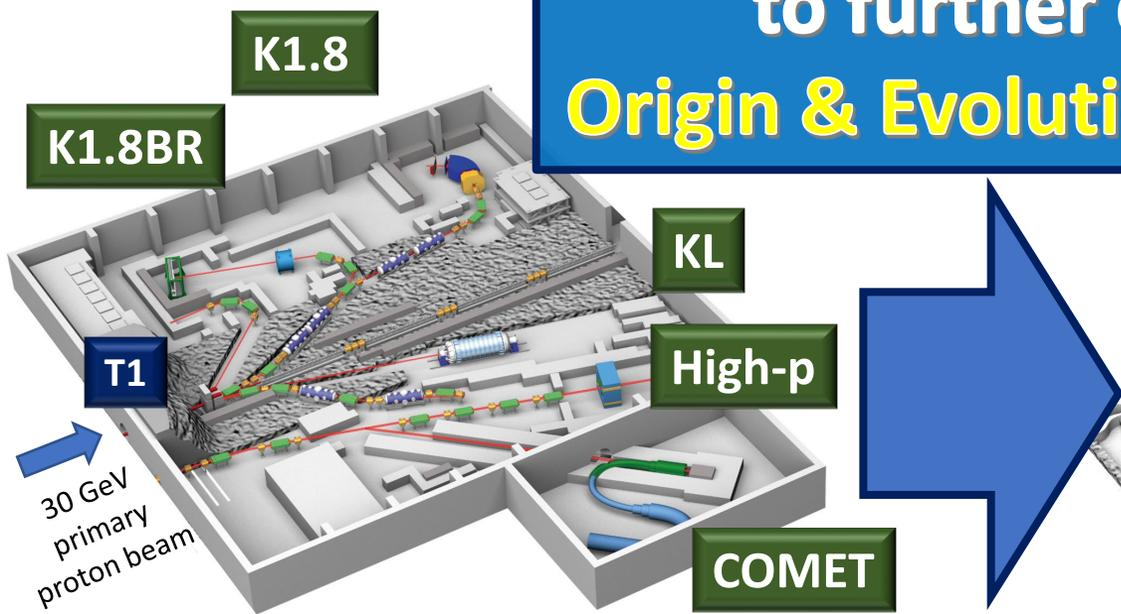 to further
Origin & Evoluti
K1.8
K1.8BR
KL
T1
High-p
30 GeV
primary
proton beam
COMET